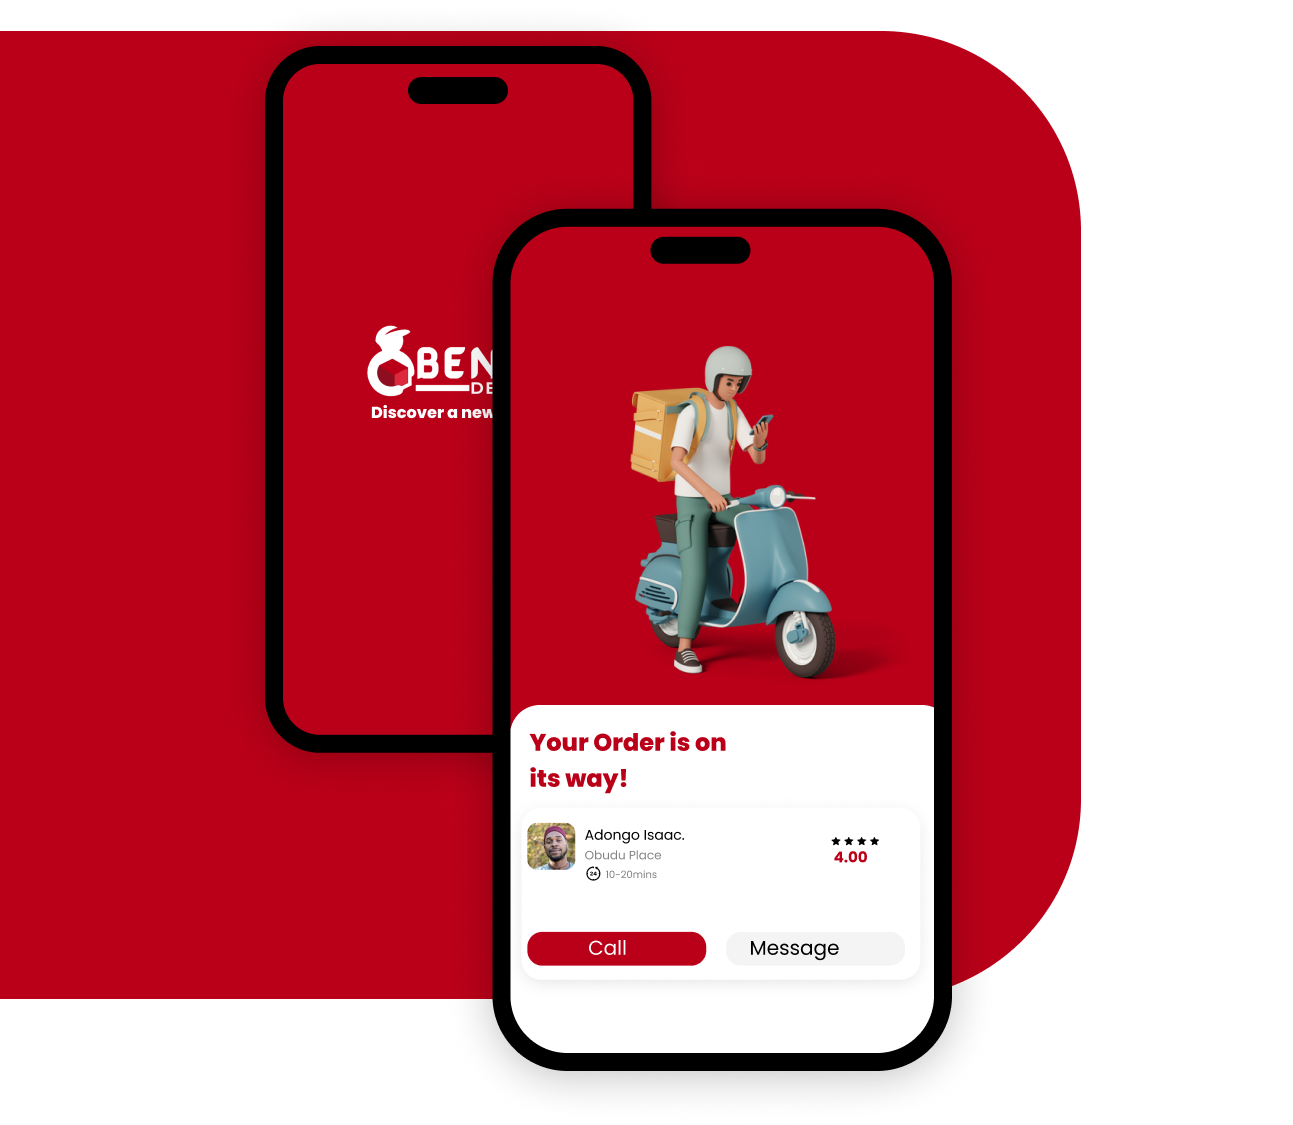 BEN
DE
Discover a new
Your Order is on
its way!
Adongo Isaac.
Obudu Place
4.00
24 10-20mins
Call
Message